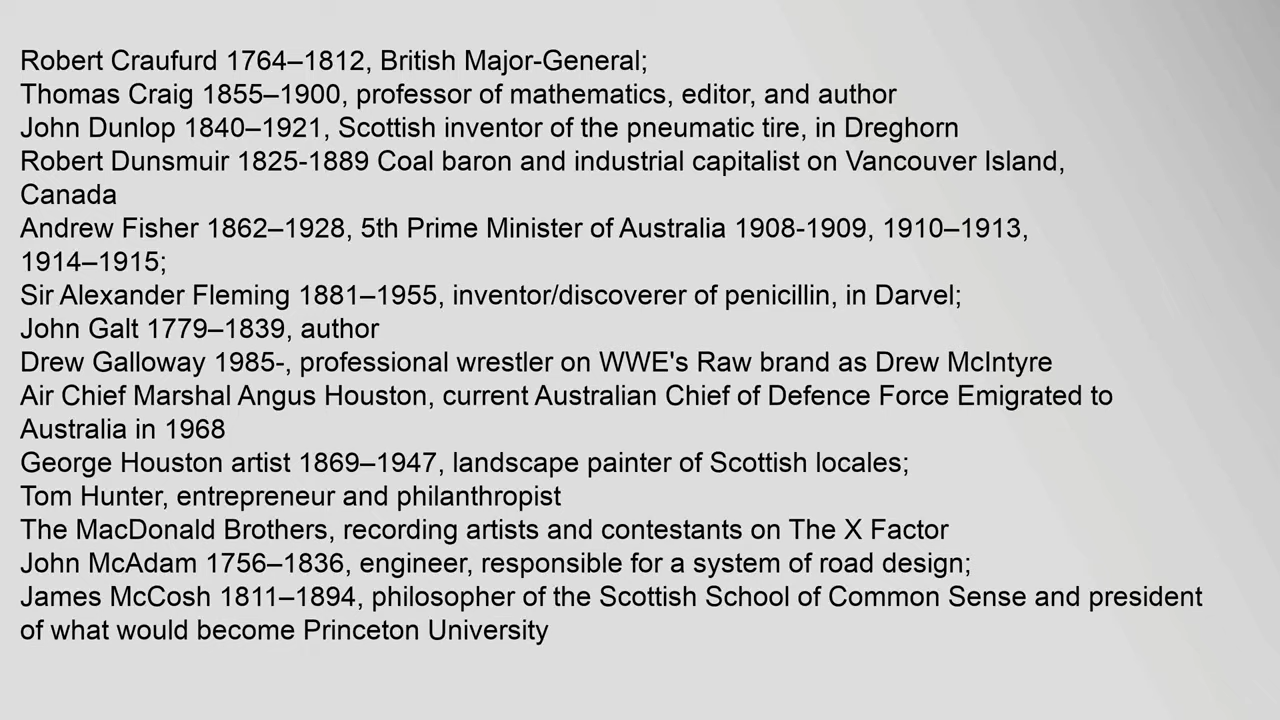 Robert Craufurd 1764–1812, British Major-General;
Thomas Craig 1855–1900, professor of mathematics, editor, and author
John Dunlop 1840–1921, Scottish inventor of the pneumatic tire, in Dreghorn
Robert Dunsmuir 1825-1889 Coal baron and industrial capitalist on Vancouver Island,
Canada
Andrew Fisher 1862–1928, 5th Prime Minister of Australia 1908-1909, 1910–1913,
1914–1915;
Sir Alexander Fleming 1881–1955, inventor/discoverer of penicillin, in Darvel;
John Galt 1779–1839, author
Drew Galloway 1985-, professional wrestler on WWE's Raw brand as Drew McIntyre
Air Chief Marshal Angus Houston, current Australian Chief of Defence Force Emigrated to
Australia in 1968
George Houston artist 1869–1947, landscape painter of Scottish locales;
Tom Hunter, entrepreneur and philanthropist
The MacDonald Brothers, recording artists and contestants on The X Factor
John McAdam 1756–1836, engineer, responsible for a system of road design;
James McCosh 1811–1894, philosopher of the Scottish School of Common Sense and president
of what would become Princeton University